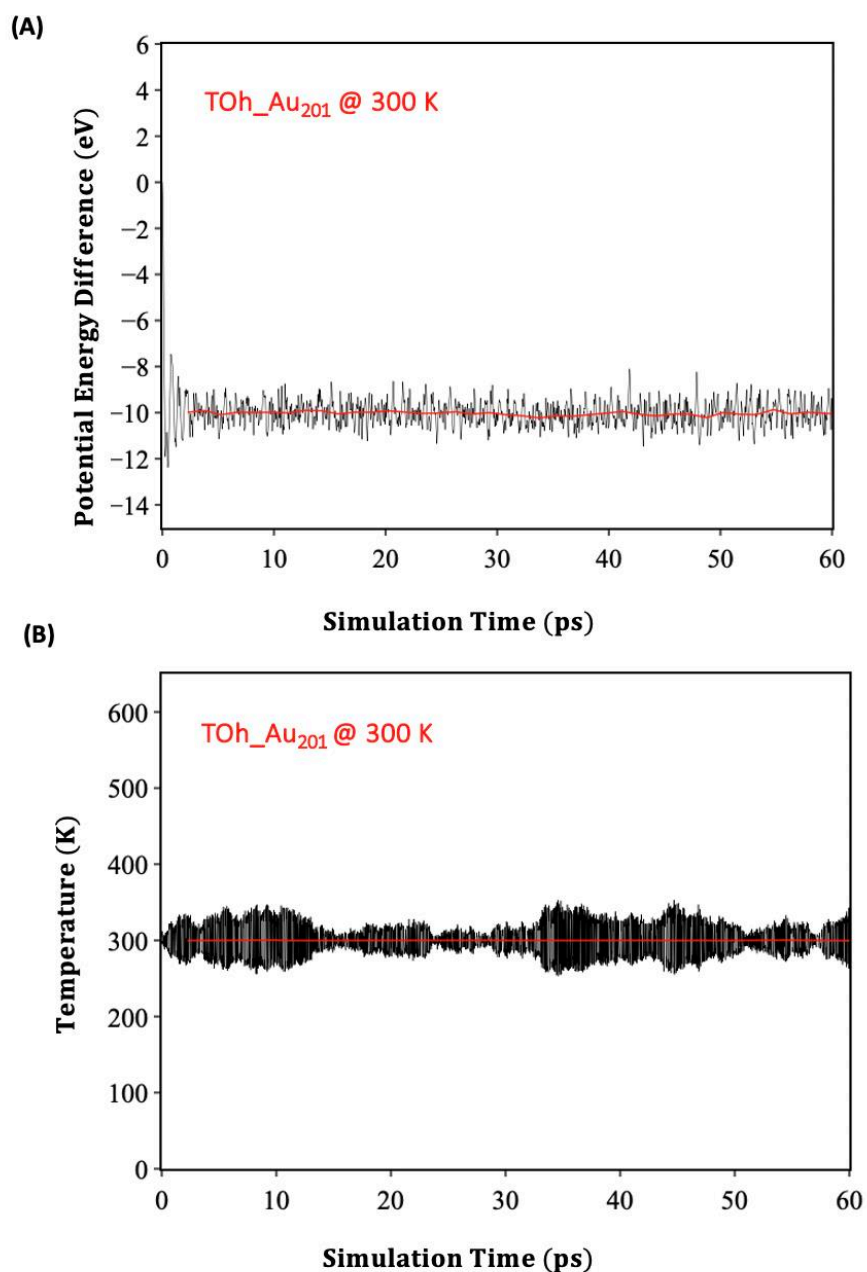 (A)
TOh_Au₂₀₁ @ 300 K
Potential Energy Difference (eV)
6
4
2
0
−2
−4
−6
−8
−10
−12
−14
0 10 20 30 40 50 60
Simulation Time (ps)
(B)
TOh_Au₂₀₁ @ 300 K
Temperature (K)
600
500
400
300
200
100
0
0 10 20 30 40 50 60
Simulation Time (ps)